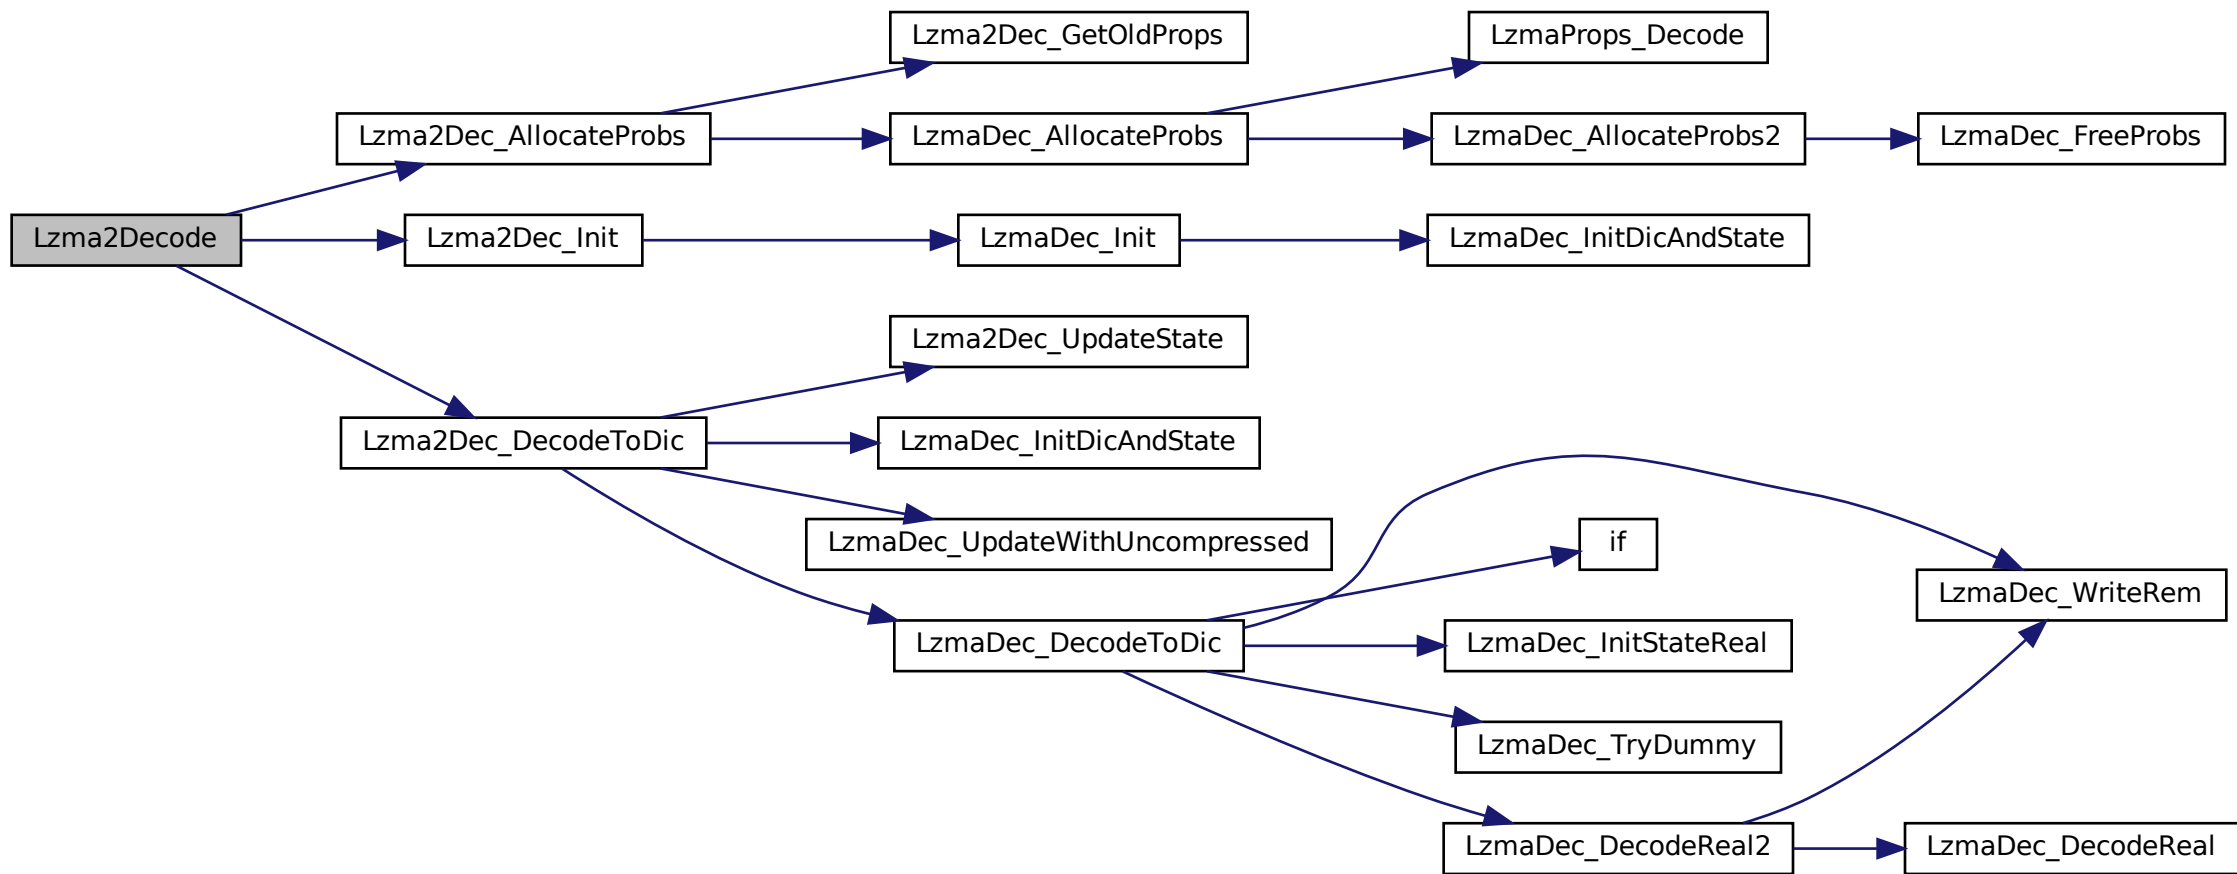 Lzma2Dec_GetOldProps
LzmaProps_Decode
Lzma2Dec_AllocateProbs
LzmaDec_AllocateProbs
LzmaDec_AllocateProbs2
LzmaDec_FreeProbs
Lzma2Decode
Lzma2Dec_Init
LzmaDec_Init
LzmaDec_InitDicAndState
Lzma2Dec_UpdateState
Lzma2Dec_DecodeToDic
LzmaDec_InitDicAndState
LzmaDec_UpdateWithUncompressed
if
LzmaDec_WriteRem
LzmaDec_DecodeToDic
LzmaDec_InitStateReal
LzmaDec_TryDummy
LzmaDec_DecodeReal2
LzmaDec_DecodeReal